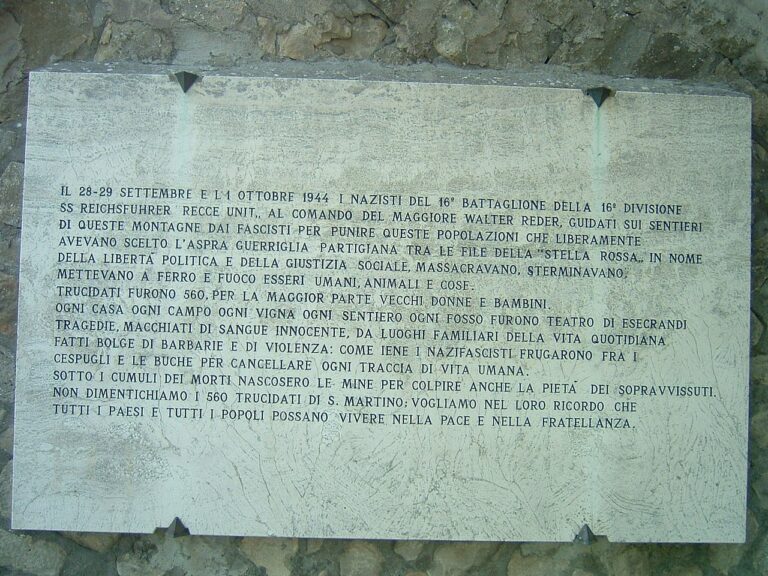 IL 28-29 SETTEMBRE E L'1 OTTOBRE 1944 I NAZISTI DEL 16º BATTAGLIONE DELLA 16ª DIVISIONE
SS REICHSFUHRER RECCE UNIT,, AL COMANDO DEL MAGGIORE WALTER REDER, GUIDATI SUI SENTIERI
DI QUESTE MONTAGNE DAI FASCISTI PER PUNIRE QUESTE POPOLAZIONI CHE LIBERAMENTE
AVEVANO SCELTO L'ASPRA GUERRIGLIA PARTIGIANA TRA LE FILE DELLA "STELLA ROSSA,, IN NOME
DELLA LIBERTÀ POLITICA E DELLA GIUSTIZIA SOCIALE, MASSACRAVANO, STERMINAVANO,
METTEVANO A FERRO E FUOCO ESSERI UMANI, ANIMALI E COSE.
TRUCIDATI FURONO 560, PER LA MAGGIOR PARTE VECCHI DONNE E BAMBINI.
OGNI CASA OGNI CAMPO OGNI VIGNA OGNI SENTIERO OGNI FOSSO FURONO TEATRO DI ESECRANDI
TRAGEDIE, MACCHIATI DI SANGUE INNOCENTE, DA LUOGHI FAMILIARI DELLA VITA QUOTIDIANA
FATTI BOLGE DI BARBARIE E DI VIOLENZA: COME IENE I NAZIFASCISTI FRUGARONO FRA I
CESPUGLI E LE BUCHE PER CANCELLARE OGNI TRACCIA DI VITA UMANA.
SOTTO I CUMULI DEI MORTI NASCOSERO LE MINE PER COLPIRE ANCHE LA PIETÀ DEI SOPRAVVISSUTI.
NON DIMENTICHIAMO I 560 TRUCIDATI DI S. MARTINO: VOGLIAMO NEL LORO RICORDO CHE
TUTTI I PAESI E TUTTI I POPOLI POSSANO VIVERE NELLA PACE E NELLA FRATELLANZA.